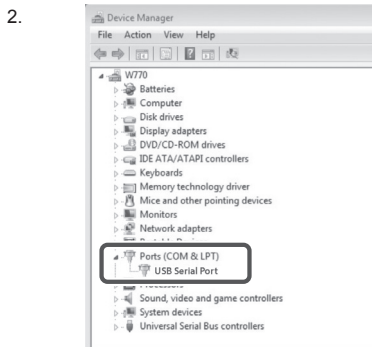 2.
Device Manager
File Action View Help
W770
Batteries
Computer
Disk drives
Display adapters
DVD/CD-ROM drives
IDE ATA/ATAPI controllers
Keyboards
Memory technology driver
Mice and other pointing devices
Monitors
Network adapters
Ports (COM & LPT)
USB Serial Port
Sound, video and game controllers
System devices
Universal Serial Bus controllers